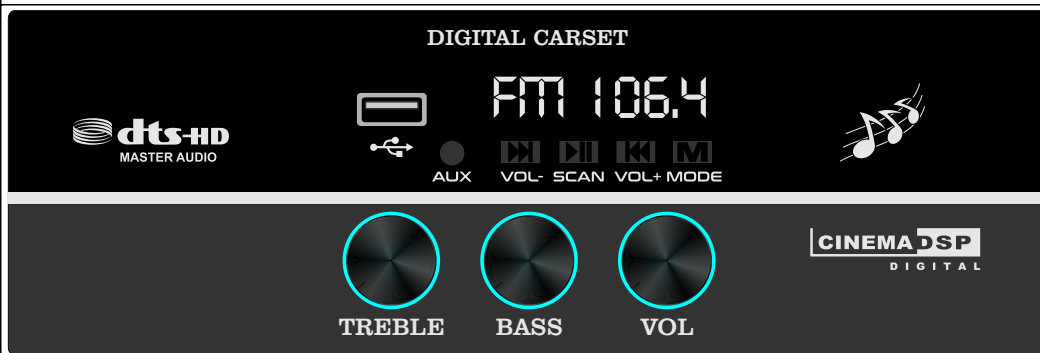 DIGITAL CARSET
FM 106.4
dts-HD
MASTER AUDIO
M
AUX VOL- SCAN VOL+ MODE
CINEMA DSP
DIGITAL
TREBLE BASS VOL